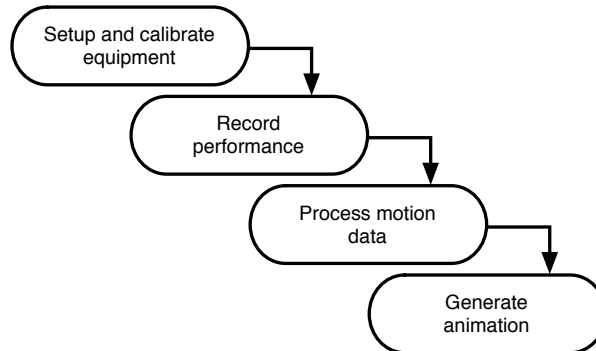 Setup and calibrate
equipment
Record
performance
Process motion
data
Generate
animation